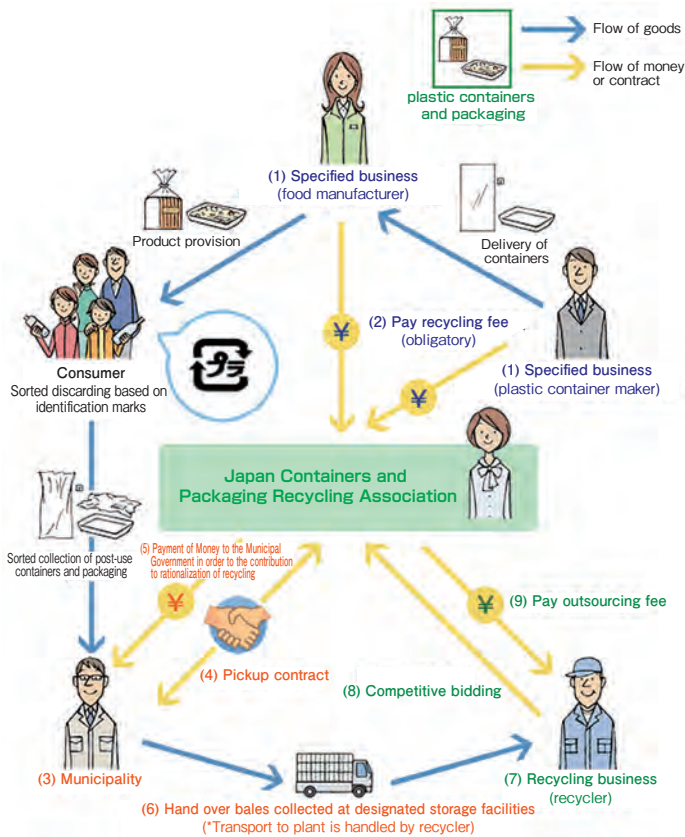 Flow of goods
Flow of money
or contract
plastic containers
and packaging
(1) Specified business
(food manufacturer)
Product provision
Delivery of
containers
¥
(2) Pay recycling fee
(obligatory)
¥
(1) Specified business
(plastic container maker)
プラ
Consumer
Sorted discarding based on
identification marks
Japan Containers and
Packaging Recycling Association
Sorted collection of post-use
containers and packaging
(5) Payment of Money to the Municipal
Government in order to the contribution
to rationalization of recycling
¥
¥
(9) Pay outsourcing fee
(4) Pickup contract
(8) Competitive bidding
(3) Municipality
(7) Recycling business
(recycler)
(6) Hand over bales collected at designated storage facilities
(*Transport to plant is handled by recycler)